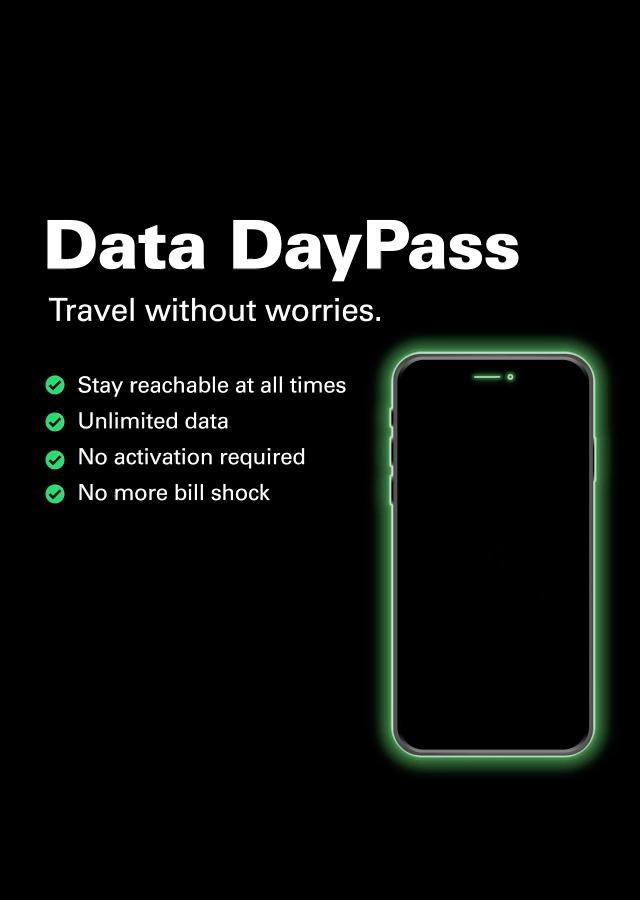 Data DayPass
Travel without worries.
Stay reachable at all times
Unlimited data
No activation required
No more bill shock